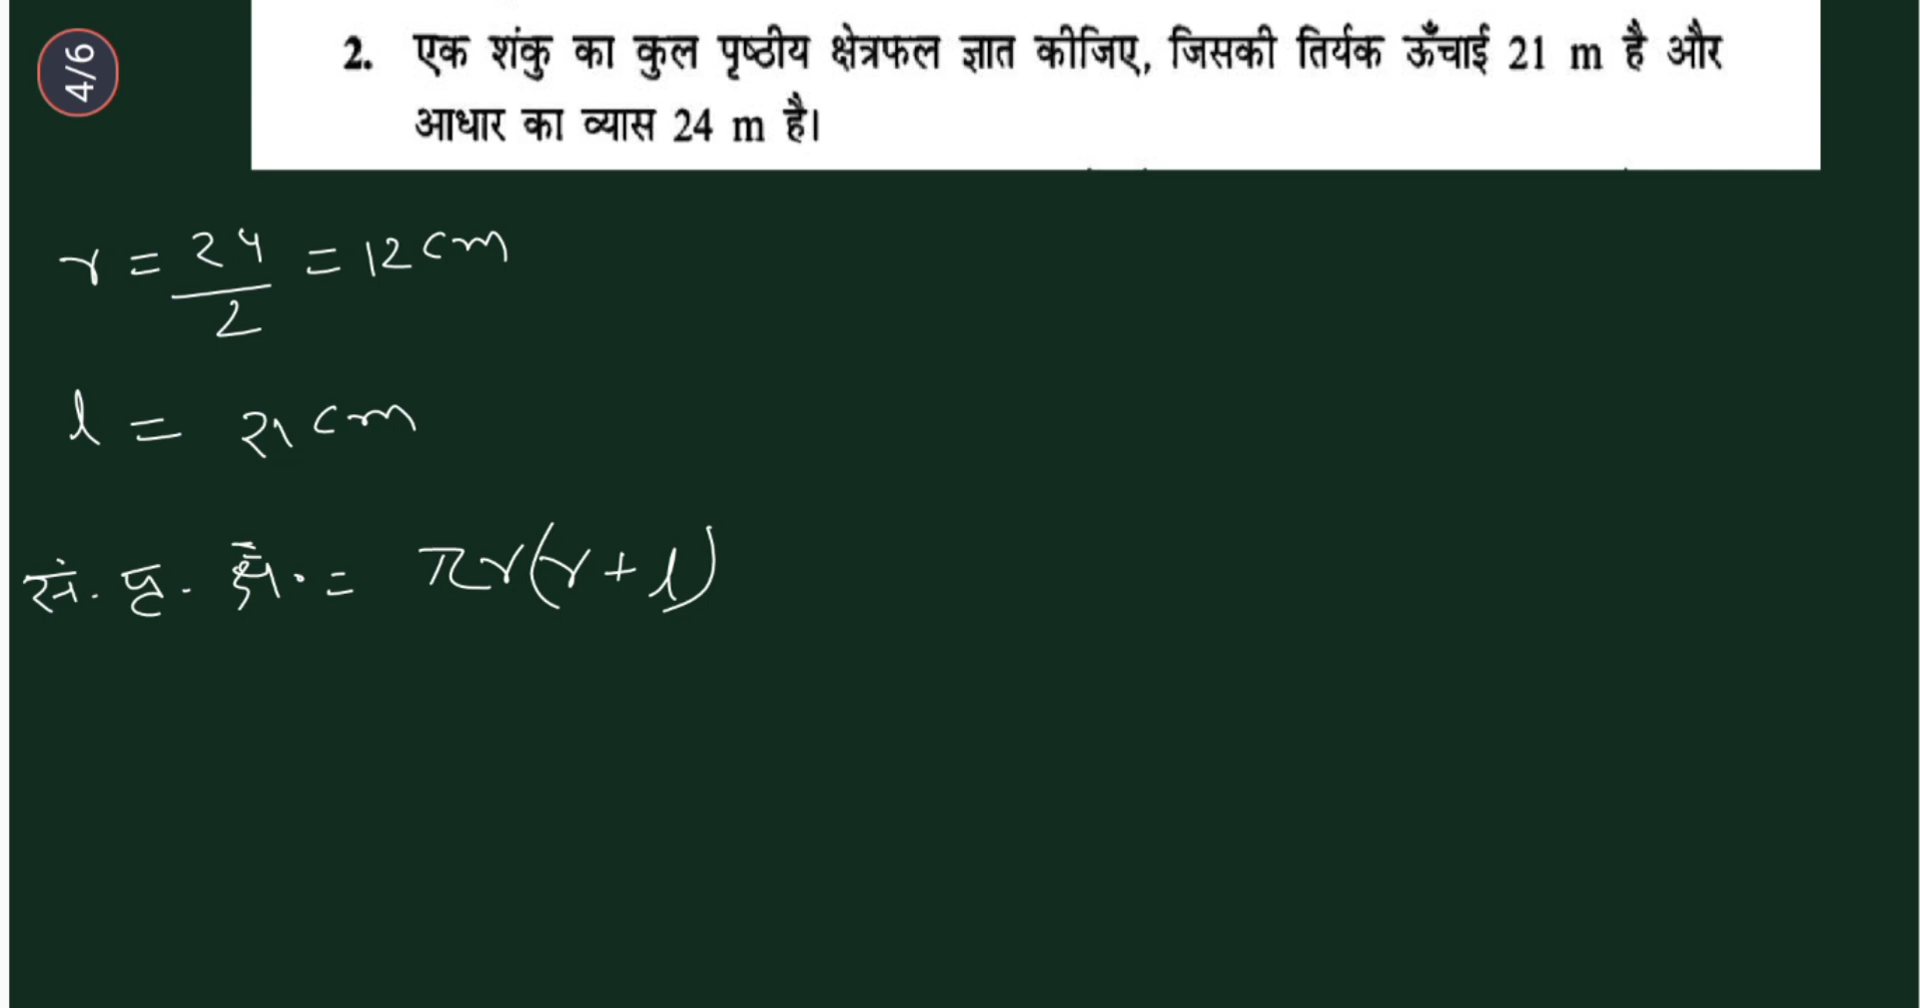 4/6
2. एक शंकु का कुल पृष्ठीय क्षेत्रफल ज्ञात कीजिए, जिसकी तिर्यक ऊँचाई 21 m है और
आधार का व्यास 24 m है।
r = 24/2 = 12 cm
l = 21 cm
सं. पृ. क्षे. = πr(r + l)